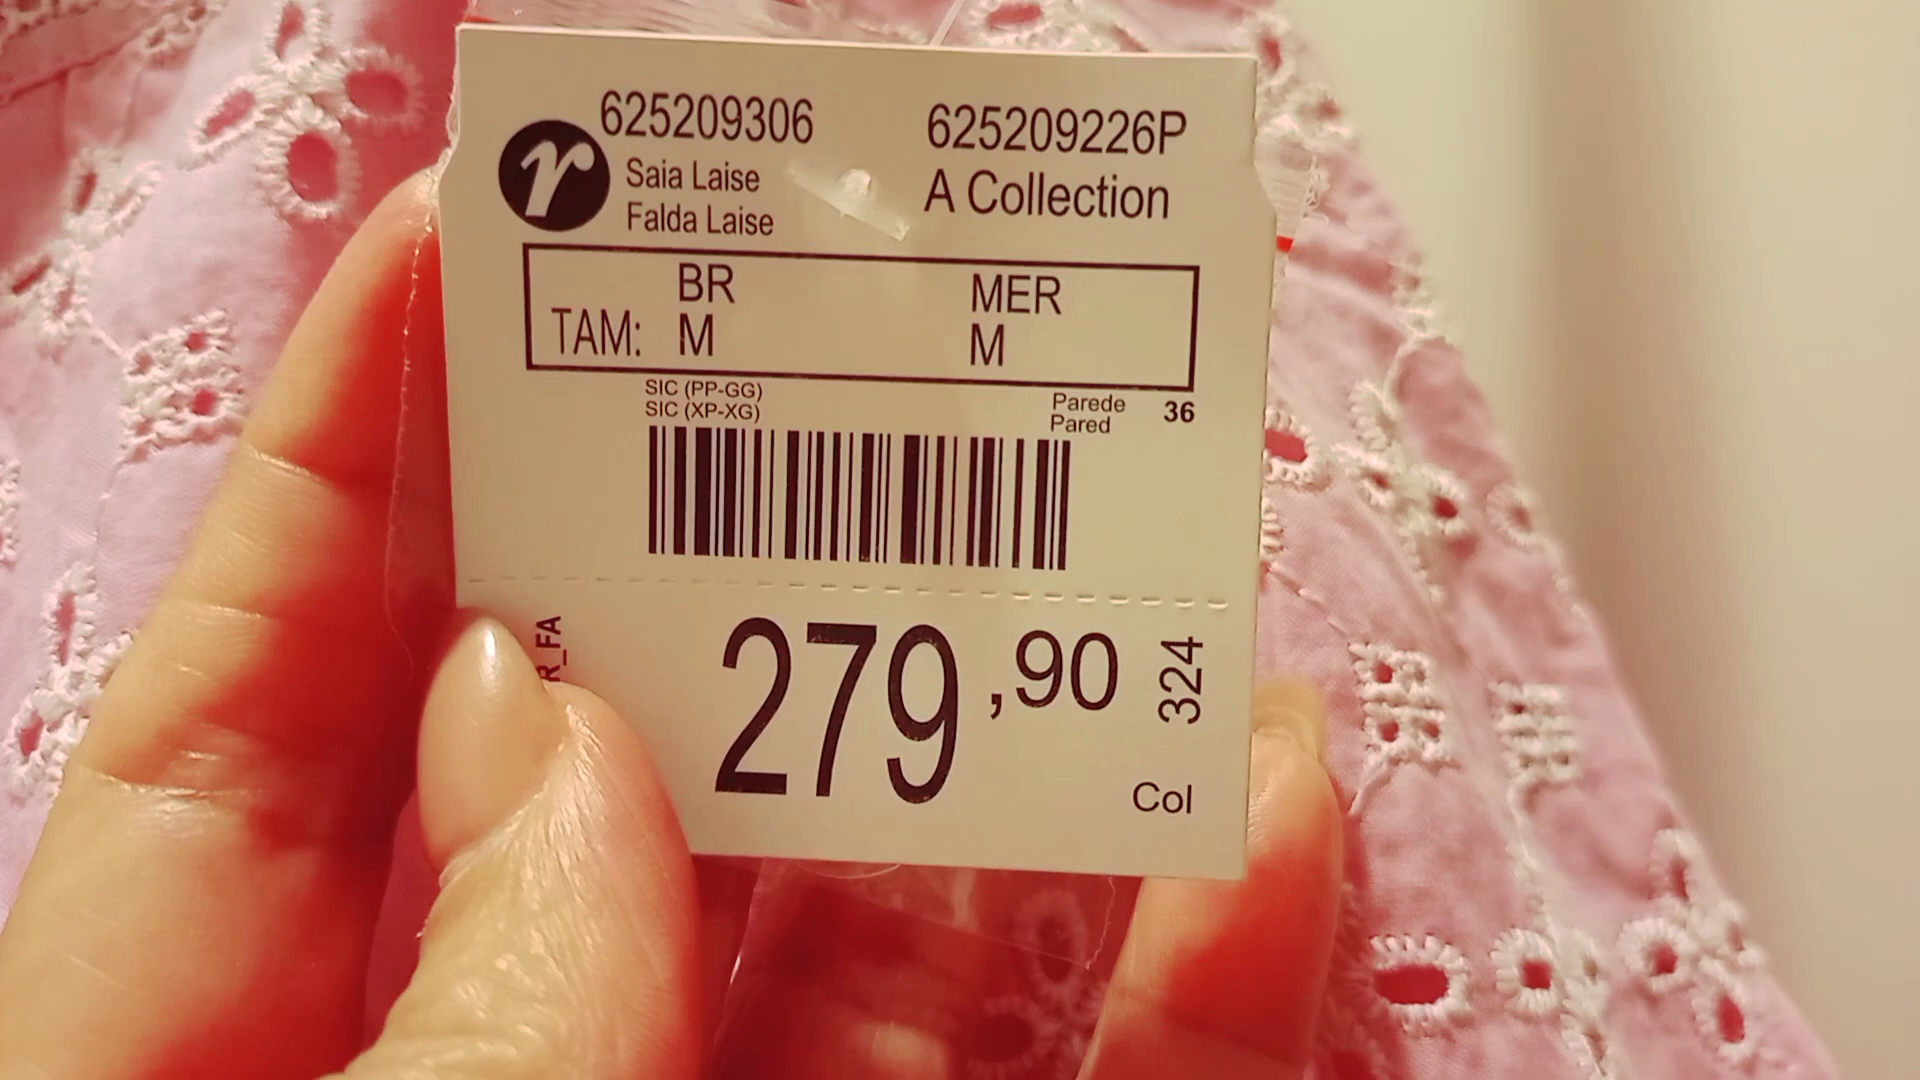 625209306
625209226P
r
Saia Laise
Falda Laise
A Collection
BR MER
TAM: M M
SIC (PP-GG)
SIC (XP-XG)
Parede
Pared
36
R_FA
279,90
324
Col